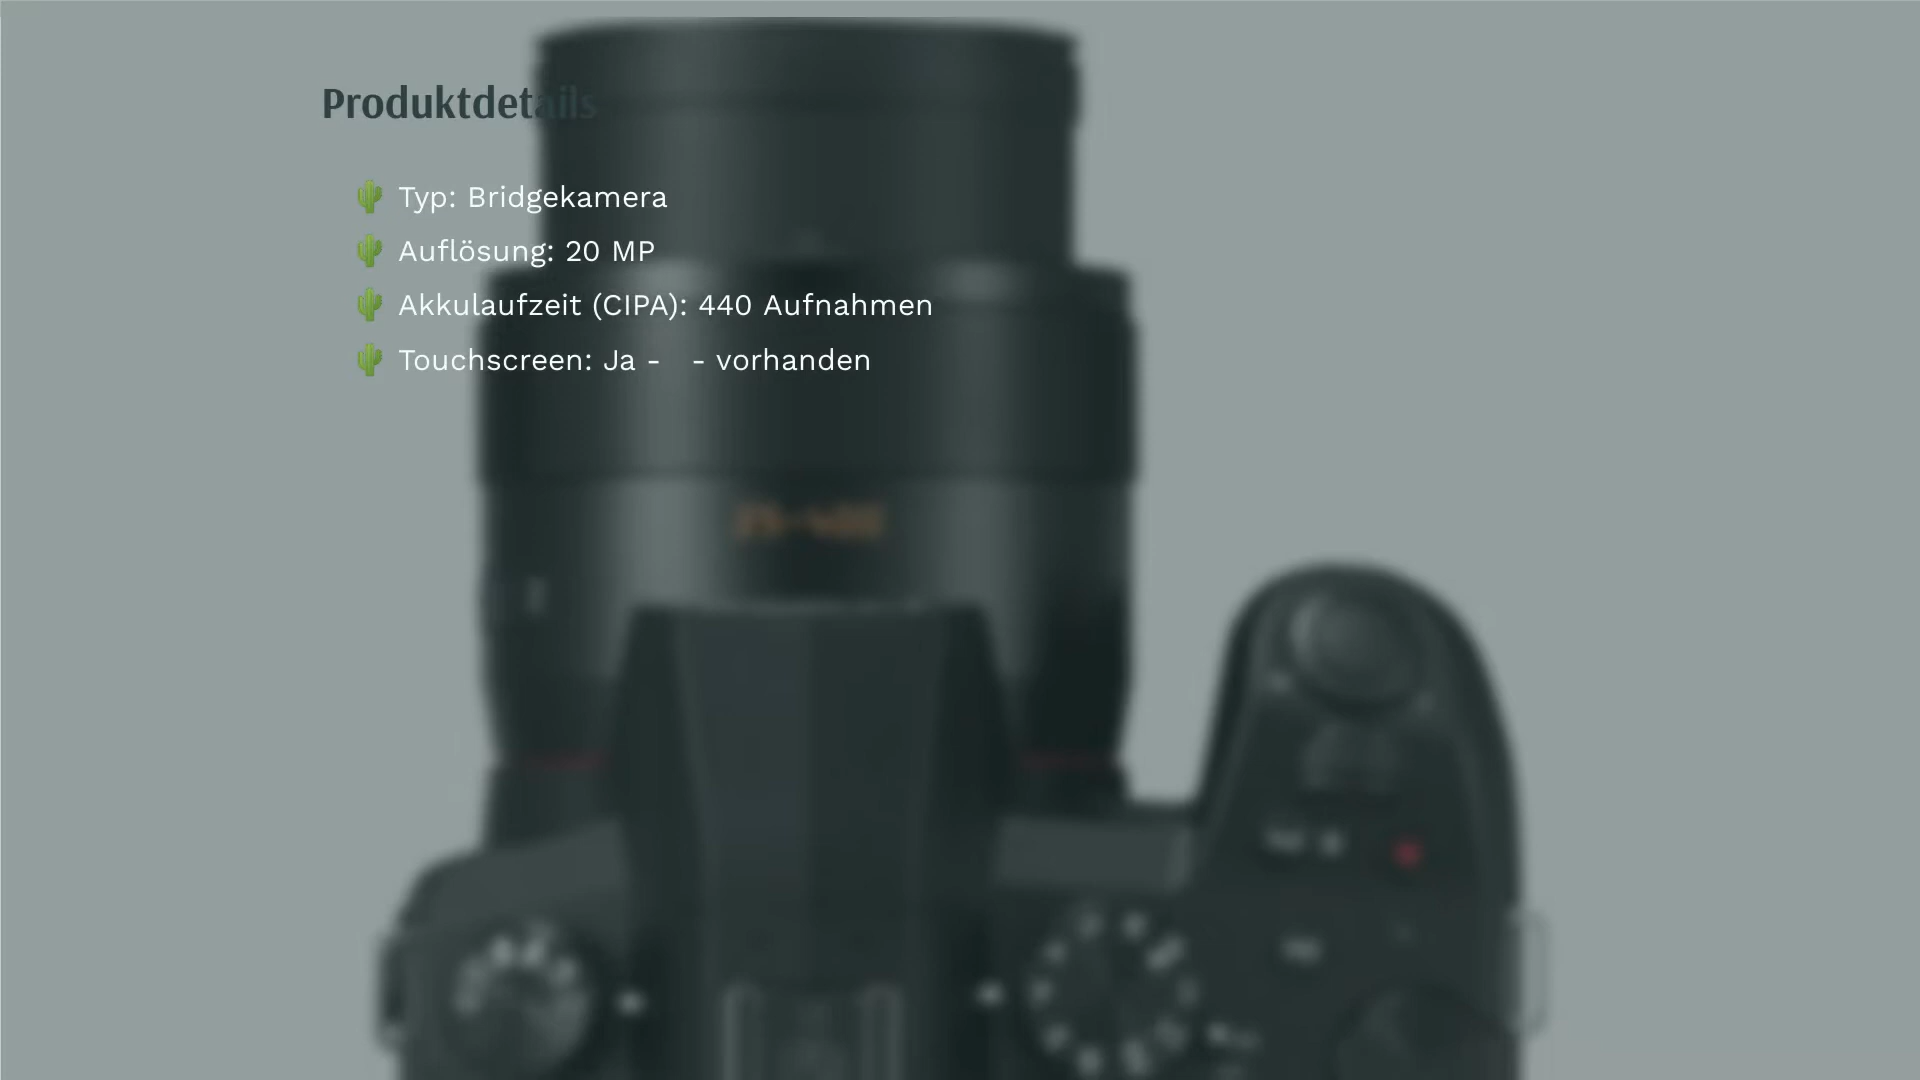 Produktdetails
🌵 Typ: Bridgekamera
🌵 Auflösung: 20 MP
🌵 Akkulaufzeit (CIPA): 440 Aufnahmen
🌵 Touchscreen: Ja - - vorhanden